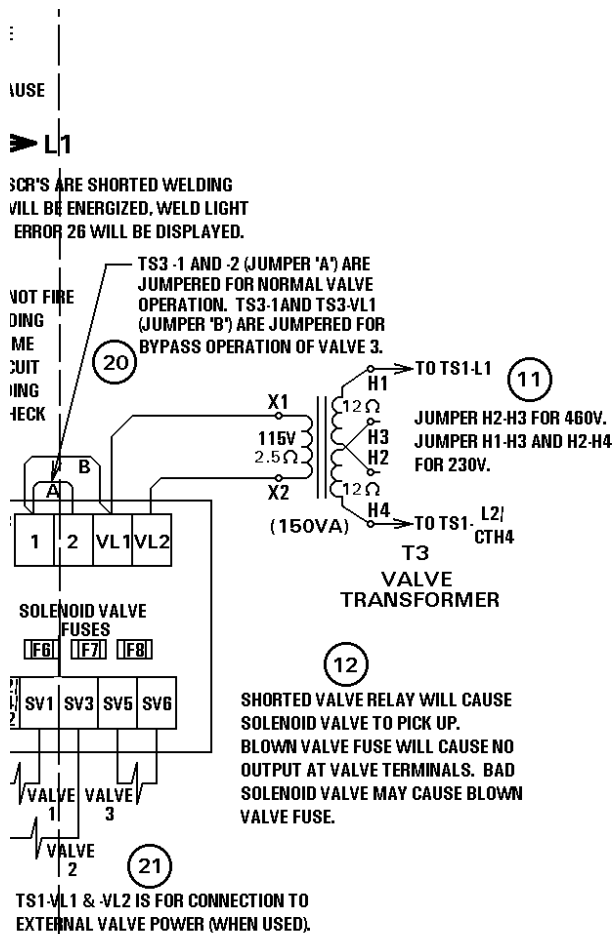 AUSE
L1
SCR'S ARE SHORTED WELDING
WILL BE ENERGIZED, WELD LIGHT
ERROR 26 WILL BE DISPLAYED.
TS3 -1 AND -2 (JUMPER 'A') ARE
JUMPERED FOR NORMAL VALVE
OPERATION. TS3-1AND TS3-VL1
(JUMPER 'B') ARE JUMPERED FOR
BYPASS OPERATION OF VALVE 3.
20
NOT FIRE
DING
ME
CUIT
DING
HECK
H1
TO TS1-L1
11
12Ω
H3
H2
12Ω
H4
TO TS1- L2/
CTH4
JUMPER H2-H3 FOR 460V.
JUMPER H1-H3 AND H2-H4
FOR 230V.
X1
115V
2.5Ω
X2
(150VA)
T3
VALVE
TRANSFORMER
B
A
1 2 VL1 VL2
SOLENOID VALVE
FUSES
F6 F7 F8
SV1 SV3 SV5 SV6
VALVE
1
VALVE
3
VALVE
2
12
SHORTED VALVE RELAY WILL CAUSE
SOLENOID VALVE TO PICK UP.
BLOWN VALVE FUSE WILL CAUSE NO
OUTPUT AT VALVE TERMINALS. BAD
SOLENOID VALVE MAY CAUSE BLOWN
VALVE FUSE.
21
TS1-VL1 & -VL2 IS FOR CONNECTION TO
EXTERNAL VALVE POWER (WHEN USED).